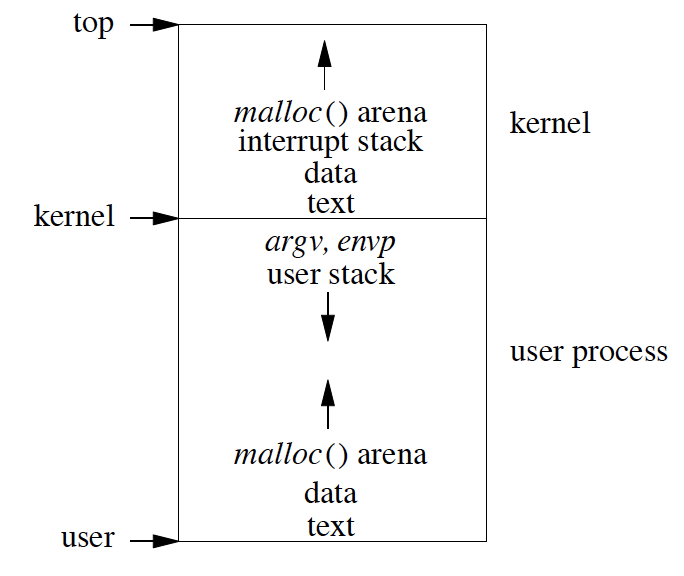 top
malloc() arena
interrupt stack
data
text
kernel
kernel
argv, envp
user stack
user process
malloc() arena
data
text
user